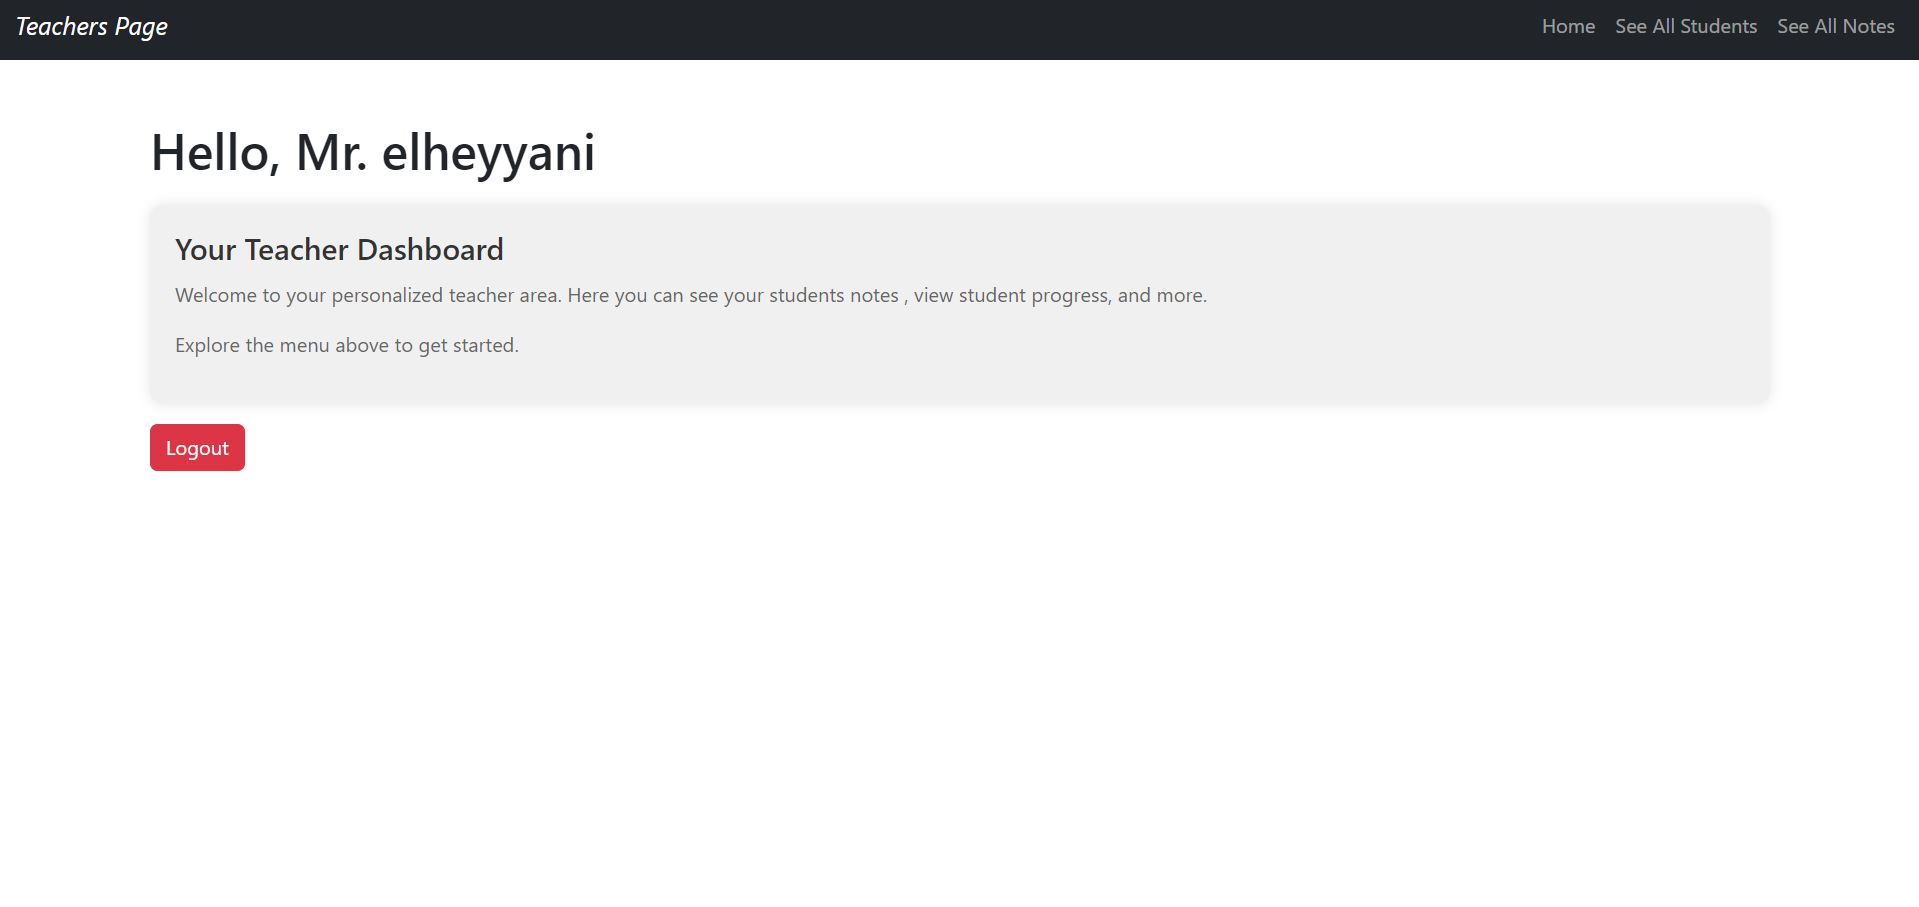 Teachers Page
Home See All Students See All Notes
Hello, Mr. elheyyani
Your Teacher Dashboard
Welcome to your personalized teacher area. Here you can see your students notes , view student progress, and more.
Explore the menu above to get started.
Logout